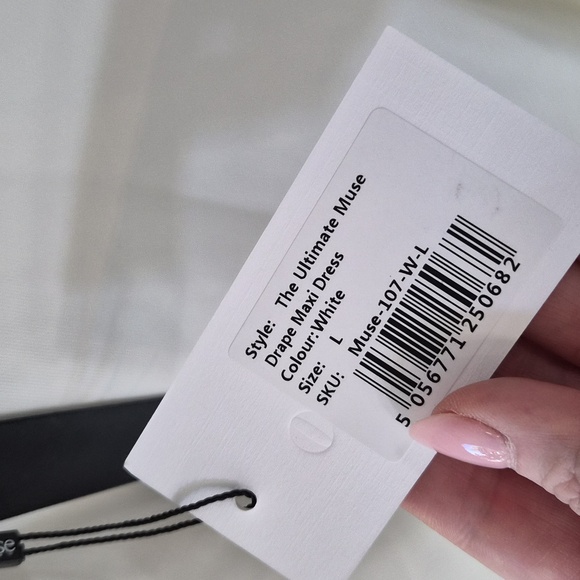 Style: The Ultimate Muse
Drape Maxi Dress
Colour:White
Size: L
SKU: Muse-107-W-L
5 056771 250682